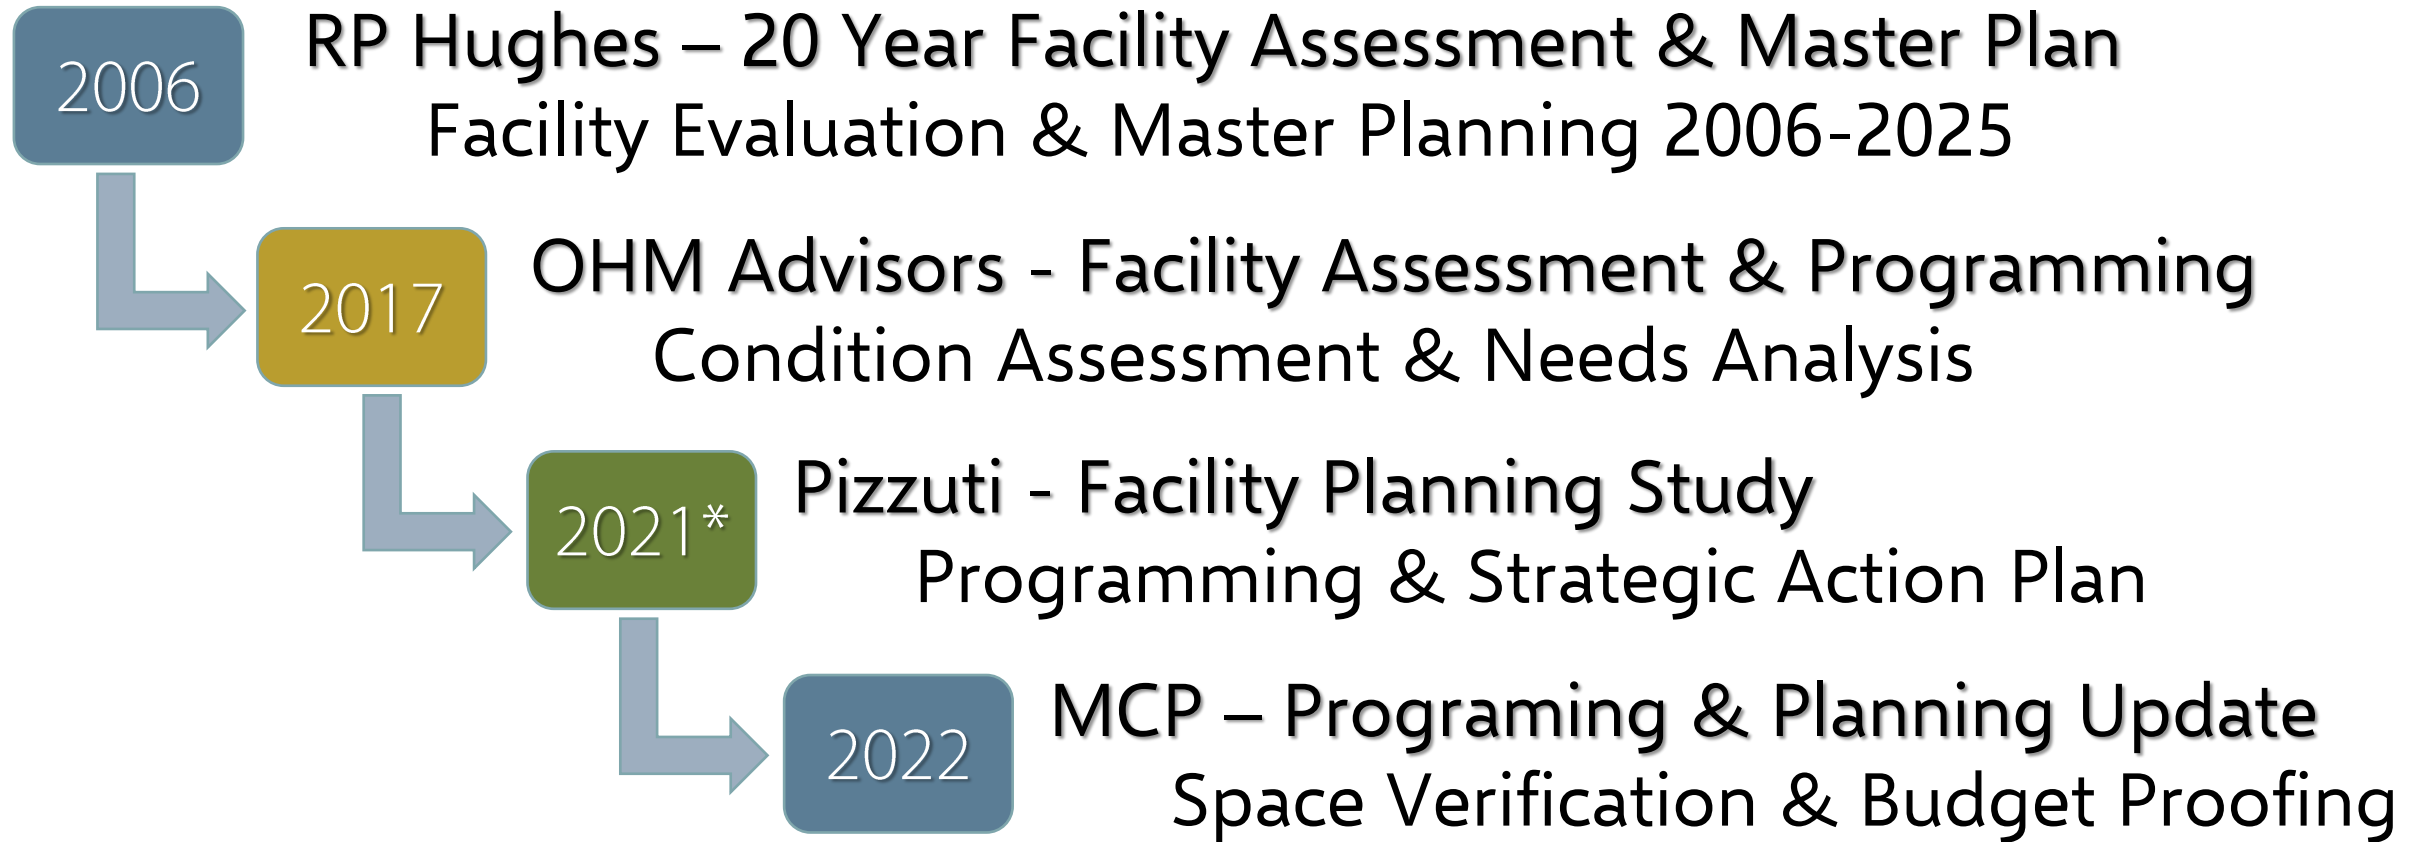 2006
RP Hughes – 20 Year Facility Assessment & Master Plan
Facility Evaluation & Master Planning 2006-2025
2017
OHM Advisors - Facility Assessment & Programming
Condition Assessment & Needs Analysis
2021*
Pizzuti - Facility Planning Study
Programming & Strategic Action Plan
2022
MCP – Programing & Planning Update
Space Verification & Budget Proofing